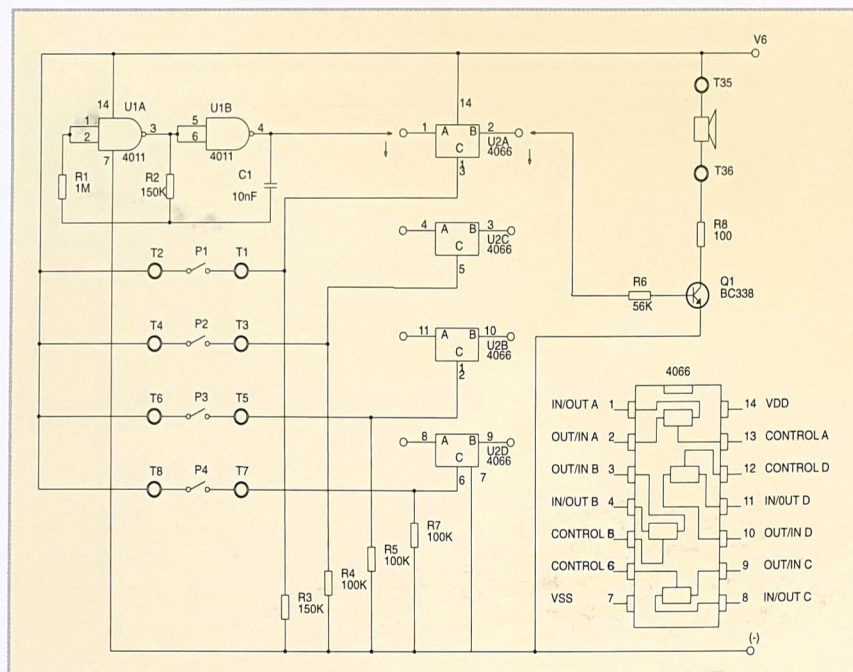 V6
T35
14
14
U1A
U1B
1
2
3
5
6
4
1
A
B
2
C
U2A
4066
7
4011
4011
1
3
T36
R1
1M
R2
150K
C1
10nF
4
A
B
3
C
U2C
4066
R8
100
T2
P1
T1
5
Q1
BC338
R6
56K
T4
P2
T3
11
A
B
10
C
U2B
4066
1
2
4066
T6
P3
T5
IN/OUT A
1
14
VDD
8
A
B
9
C
U2D
4066
OUT/IN A
2
13
CONTROL A
T8
P4
T7
6
7
OUT/IN B
3
12
CONTROL D
IN/OUT B
4
11
IN/0UT D
R7
100K
CONTROL B
10
OUT/IN D
R5
100K
CONTROL 6
9
OUT/IN C
R4
100K
VSS
7
8
IN/OUT C
R3
150K
(-)